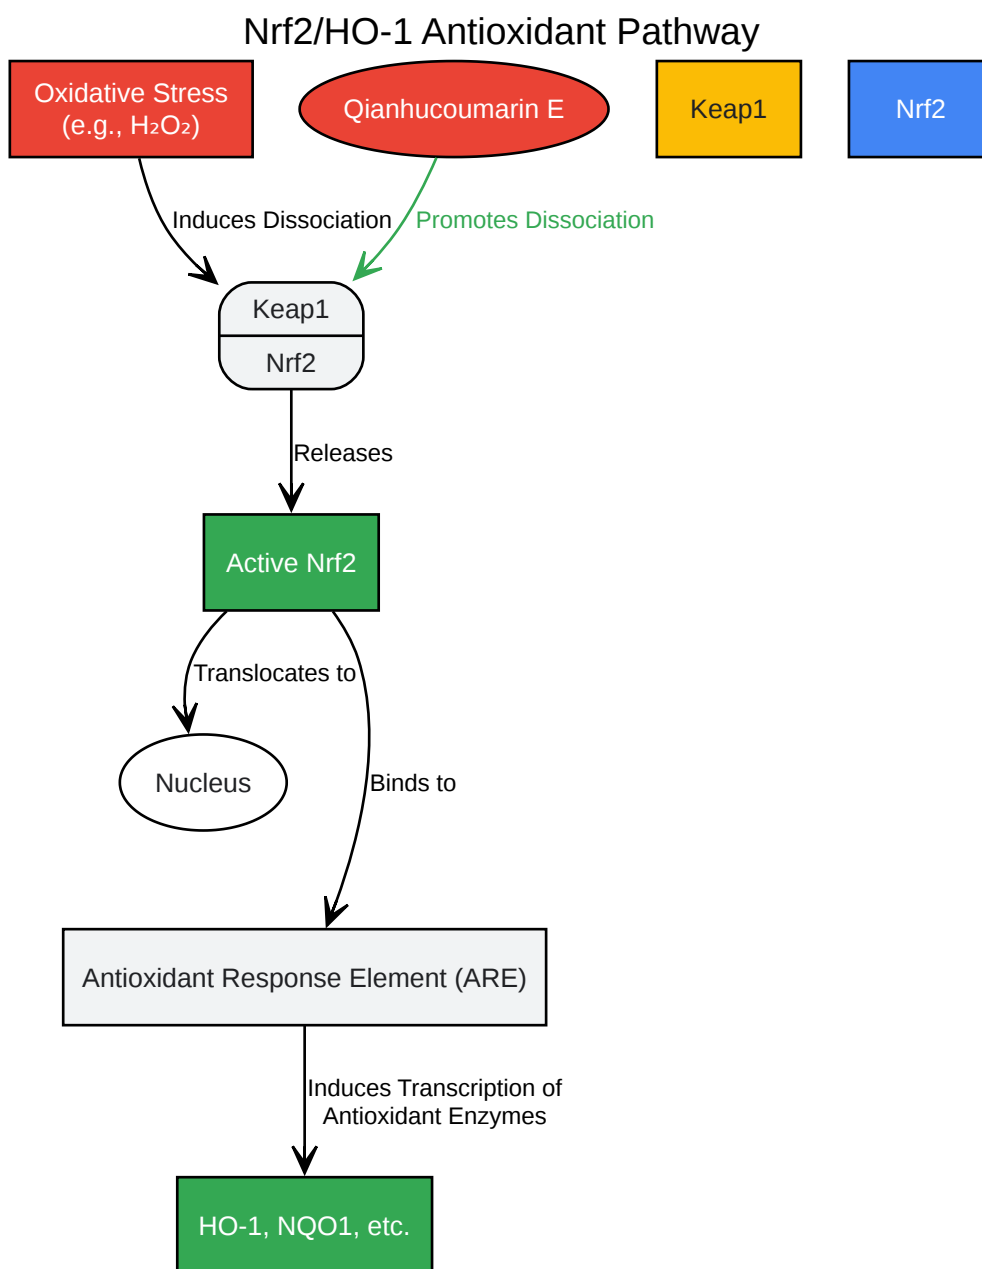 Nrf2/HO-1 Antioxidant Pathway
Oxidative Stress
(e.g., H₂O₂)
Qianhucoumarin E
Keap1
Nrf2
Induces Dissociation
Promotes Dissociation
Keap1
Nrf2
Releases
Active Nrf2
Translocates to
Nucleus
Binds to
Antioxidant Response Element (ARE)
Induces Transcription of
Antioxidant Enzymes
HO-1, NQO1, etc.